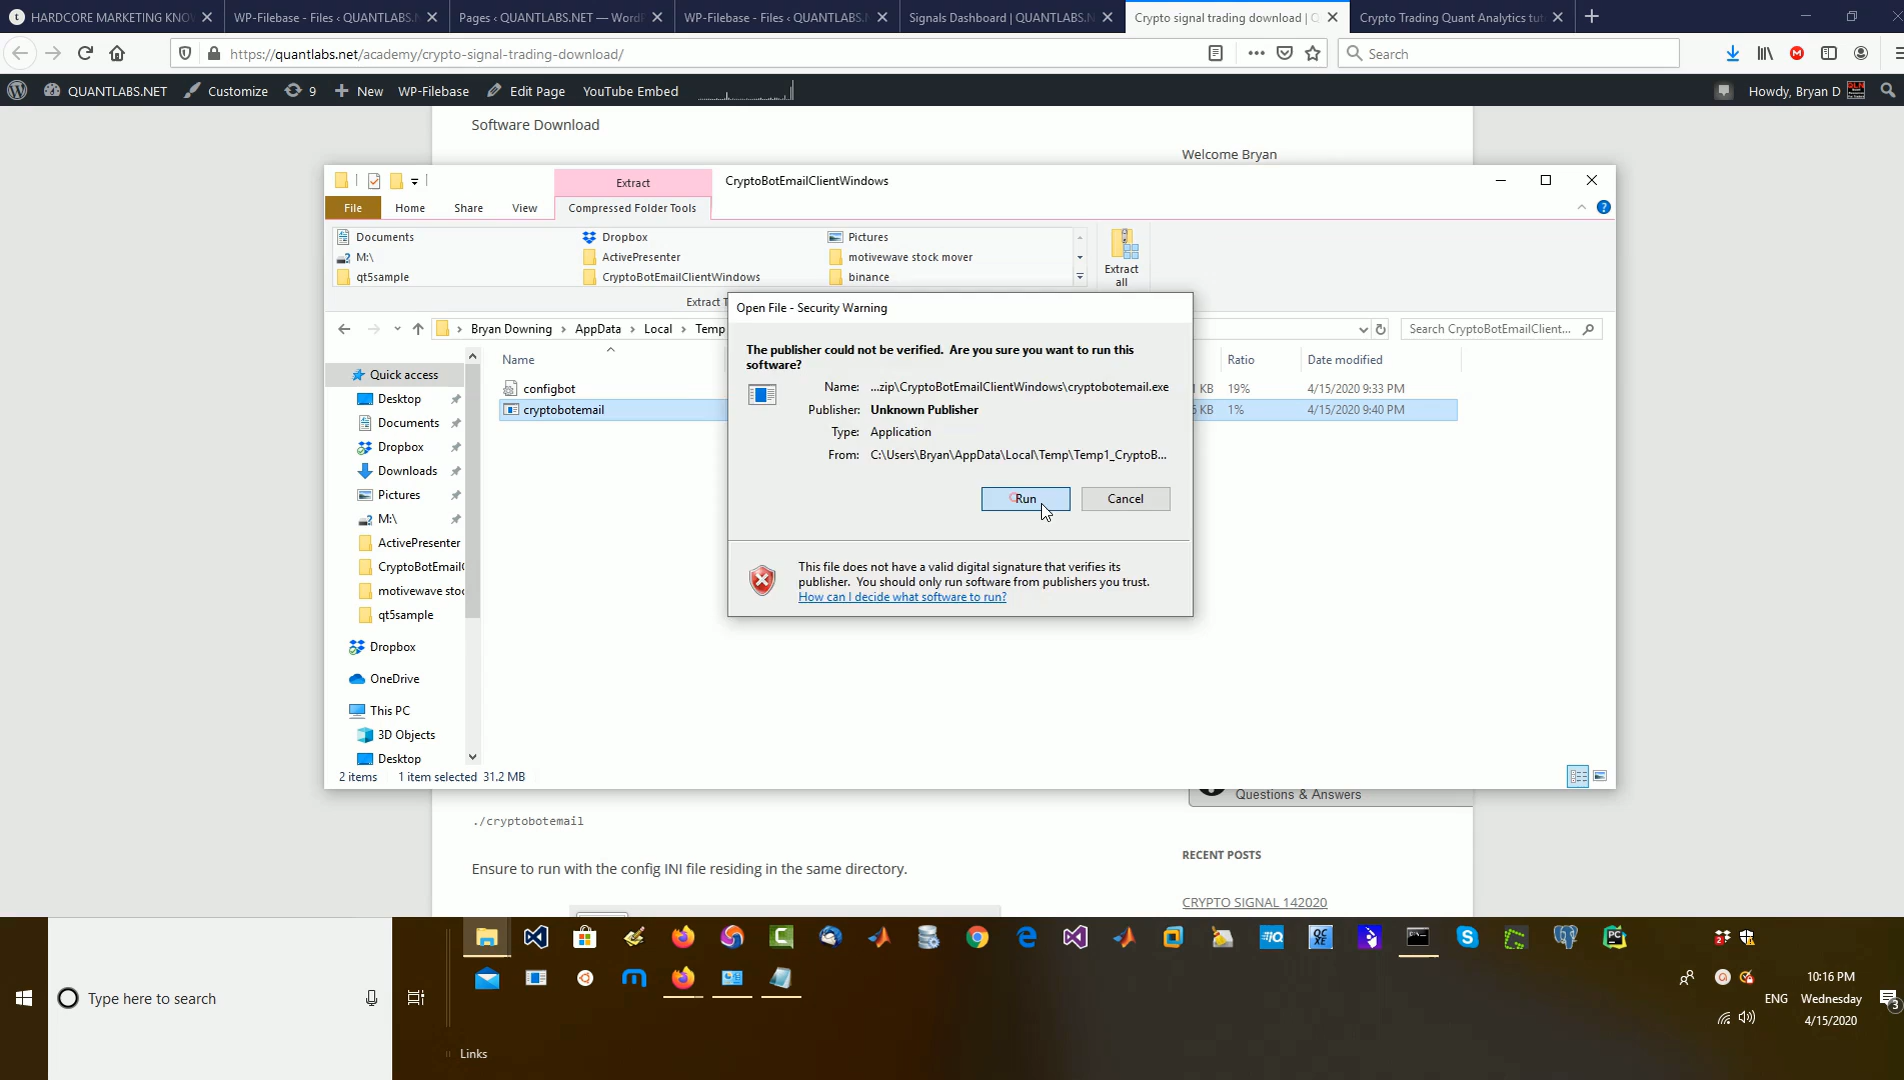 HARDCORE MARKETING KNO
WP-Filebase - Files ‹ QUANTLABS.N
Pages ‹ QUANTLABS.NET — Word
WP-Filebase - Files ‹ QUANTLABS.N
Signals Dashboard | QUANTLABS.N
Crypto signal trading download | Q
Crypto Trading Quant Analytics tut
https://quantlabs.net/academy/crypto-signal-trading-download/
Search
QUANTLABS.NET
Customize
9
New
WP-Filebase
Edit Page
YouTube Embed
Howdy, Bryan D
Software Download
Welcome Bryan
Extract
CryptoBotEmailClientWindows
File
Home
Share
View
Compressed Folder Tools
Documents
Dropbox
Pictures
M:\
ActivePresenter
motivewave stock mover
qt5sample
CryptoBotEmailClientWindows
binance
Extract all
Extract T
Bryan Downing > AppData > Local > Temp
Search CryptoBotEmailClient...
Name
Ratio
Date modified
configbot
1 KB
19%
4/15/2020 9:33 PM
cryptobotemail
KB
1%
4/15/2020 9:40 PM
Quick access
Desktop
Documents
Dropbox
Downloads
Pictures
M:\
ActivePresenter
CryptoBotEmailC
motivewave stoc
qt5sample
Dropbox
OneDrive
This PC
3D Objects
Desktop
2 items
1 item selected 31.2 MB
Open File - Security Warning
The publisher could not be verified. Are you sure you want to run this
software?
Name: ...zip\CryptoBotEmailClientWindows\cryptobotemail.exe
Publisher: Unknown Publisher
Type: Application
From: C:\Users\Bryan\AppData\Local\Temp\Temp1_CryptoB...
Run
Cancel
This file does not have a valid digital signature that verifies its
publisher. You should only run software from publishers you trust.
How can I decide what software to run?
Questions & Answers
./cryptobotemail
Ensure to run with the config INI file residing in the same directory.
RECENT POSTS
CRYPTO SIGNAL 142020
Type here to search
Links
10:16 PM
ENG
Wednesday
4/15/2020
3